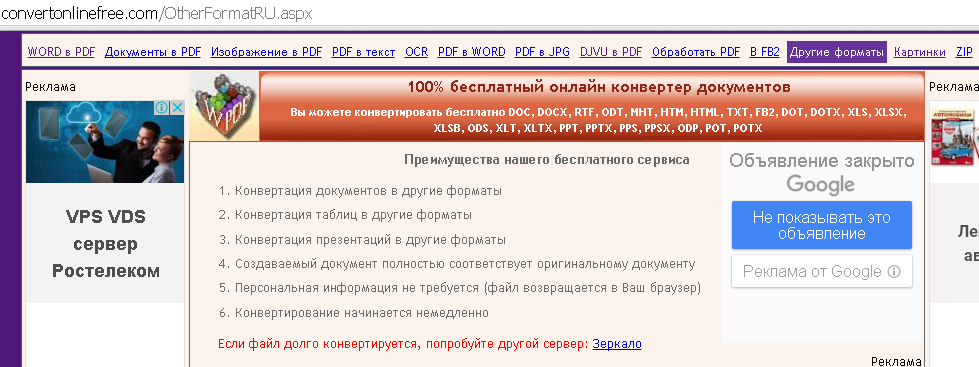 convertonlinefree.com/OtherFormatRU.aspx
WORD в PDF Документы в PDF Изображение в PDF PDF в текст OCR PDF в WORD PDF в JPG DJVU в PDF Обработать PDF В FB2 Другие форматы Картинки ZIP
Реклама
VPS VDS
сервер
Ростелеком
W PDF
100% бесплатный онлайн конвертер документов
Вы можете конвертировать бесплатно DOC, DOCX, RTF, ODT, MHT, HTM, HTML, TXT, FB2, DOT, DOTX, XLS, XLSX,
XLSB, ODS, XLT, XLTX, PPT, PPTX, PPS, PPSX, ODP, POT, POTX
Преимущества нашего бесплатного сервиса
1. Конвертация документов в другие форматы
2. Конвертация таблиц в другие форматы
3. Конвертация презентаций в другие форматы
4. Создаваемый документ полностью соответствует оригинальному документу
5. Персональная информация не требуется (файл возвращается в Ваш браузер)
6. Конвертирование начинается немедленно
Если файл долго конвертируется, попробуйте другой сервер: Зеркало
Объявление закрыто
Google
Не показывать это
объявление
Реклама от Google
Реклама
Реклама
АВТОМОБИЛИ
Ле
ав